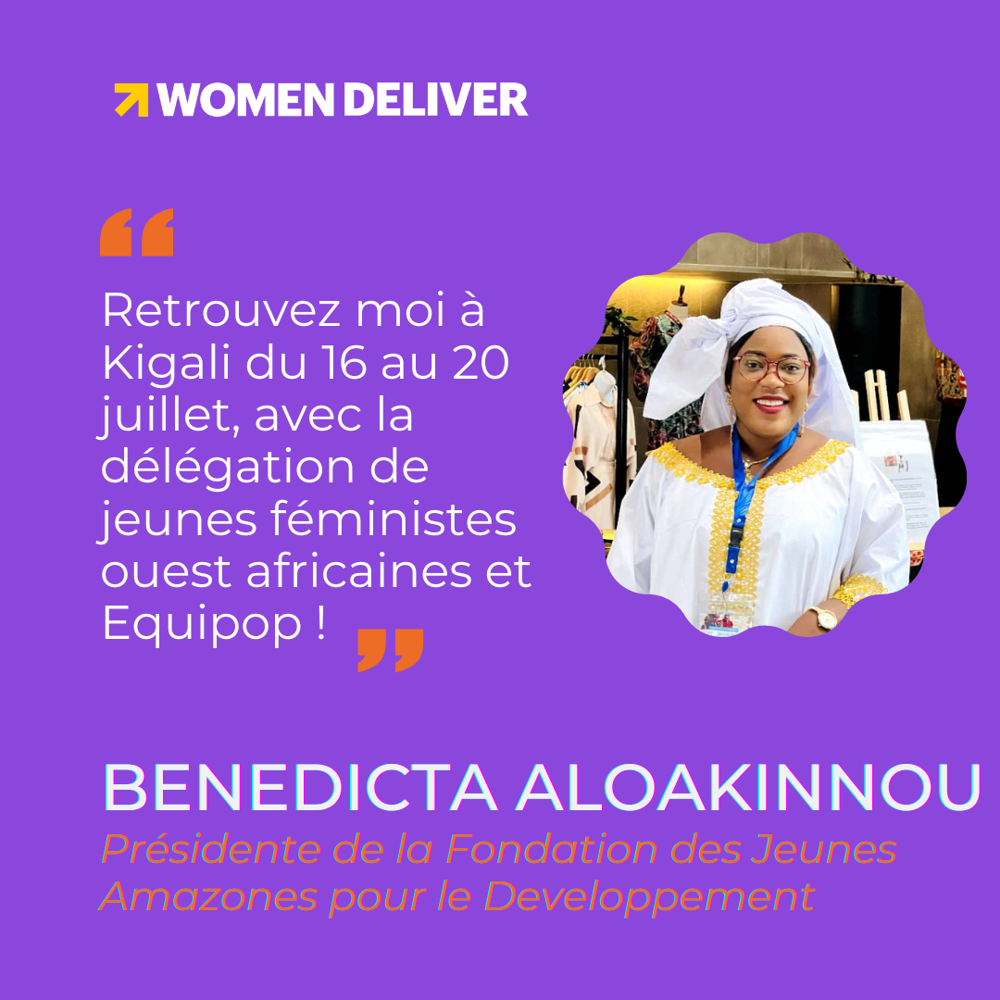 WOMEN DELIVER
“
Retrouvez moi à
Kigali du 16 au 20
juillet, avec la
délégation de
jeunes féministes
ouest africaines et
Equipop !
”
BENEDICTA ALOAKINNOU
Présidente de la Fondation des Jeunes
Amazones pour le Developpement